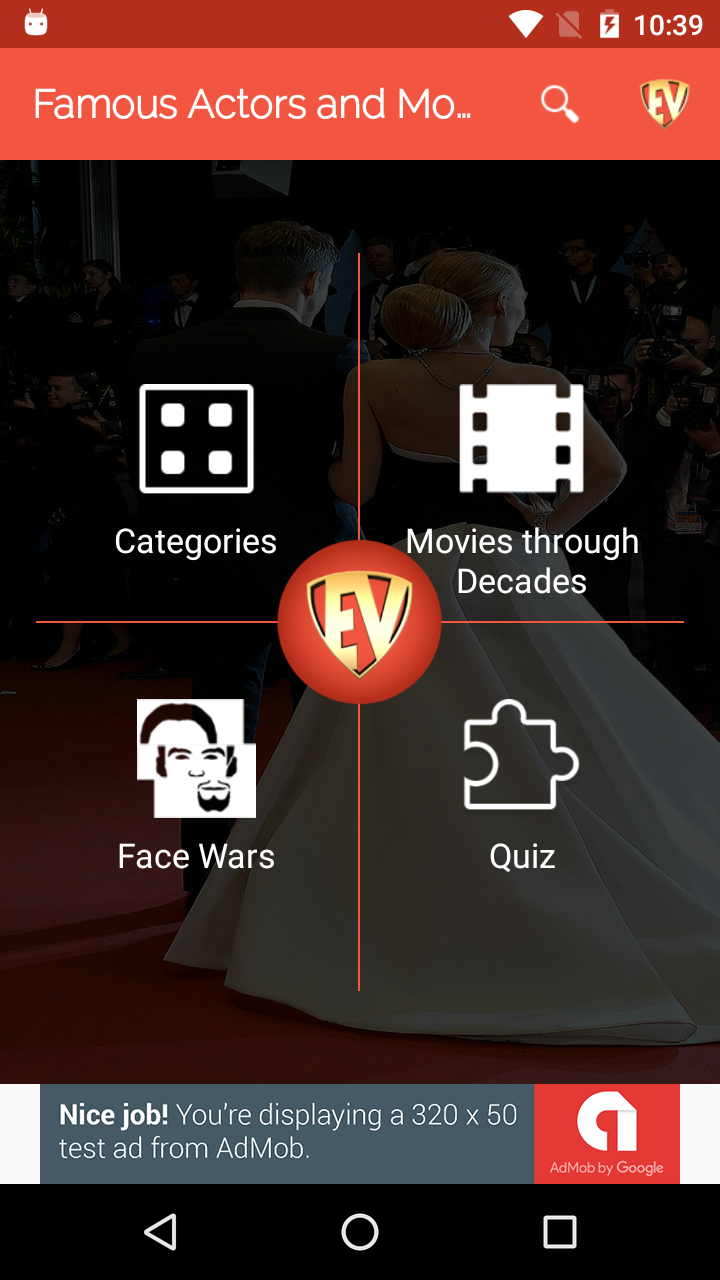 10:39
Famous Actors and Mo...
EV
Categories
Movies through
Decades
EV
Face Wars
Quiz
Nice job! You're displaying a 320 x 50
test ad from AdMob.
AdMob by Google